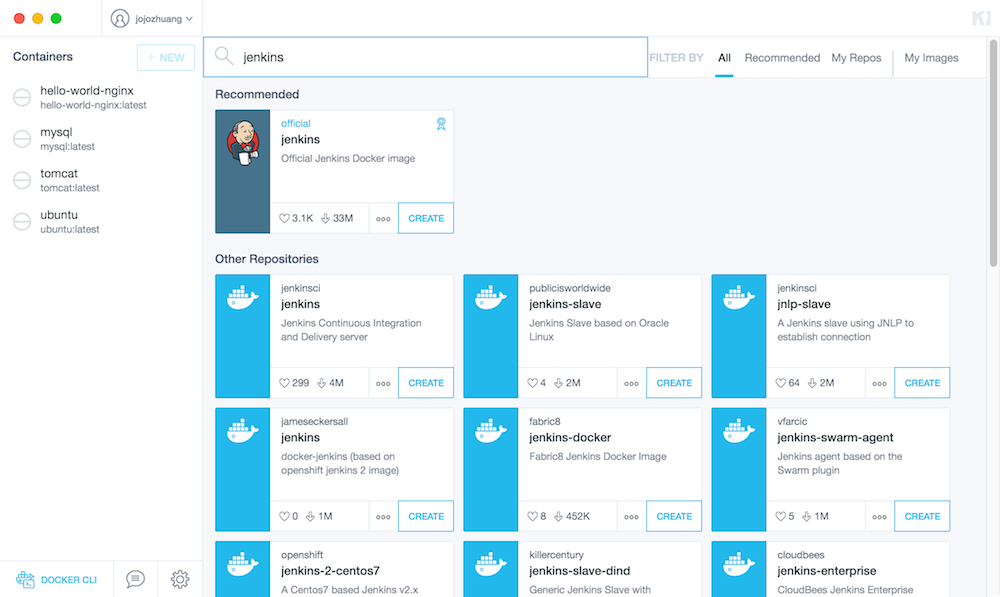 jojozhuang
KI
Containers
+ NEW
jenkins
FILTER BY All Recommended My Repos My Images
hello-world-nginx
hello-world-nginx:latest
mysql
mysql:latest
tomcat
tomcat:latest
ubuntu
ubuntu:latest
DOCKER CLI
Recommended
official
jenkins
Official Jenkins Docker image
3.1K 33M CREATE
Other Repositories
jenkinsci
jenkins
Jenkins Continuous Integration
and Delivery server
299 4M CREATE
publicisworldwide
jenkins-slave
Jenkins Slave based on Oracle
Linux
4 2M CREATE
jenkinsci
jnlp-slave
A Jenkins slave using JNLP to
establish connection
64 2M CREATE
jameseckersall
jenkins
docker-jenkins (based on
openshift jenkins 2 image)
0 1M CREATE
fabric8
jenkins-docker
Fabric8 Jenkins Docker Image
8 452K CREATE
vfarcic
jenkins-swarm-agent
Jenkins agent based on the
Swarm plugin
5 1M CREATE
openshift
jenkins-2-centos7
A Centos7 based Jenkins v2.x
killercentury
jenkins-slave-dind
Generic Jenkins Slave with
cloudbees
jenkins-enterprise
CloudBees Jenkins Enterprise